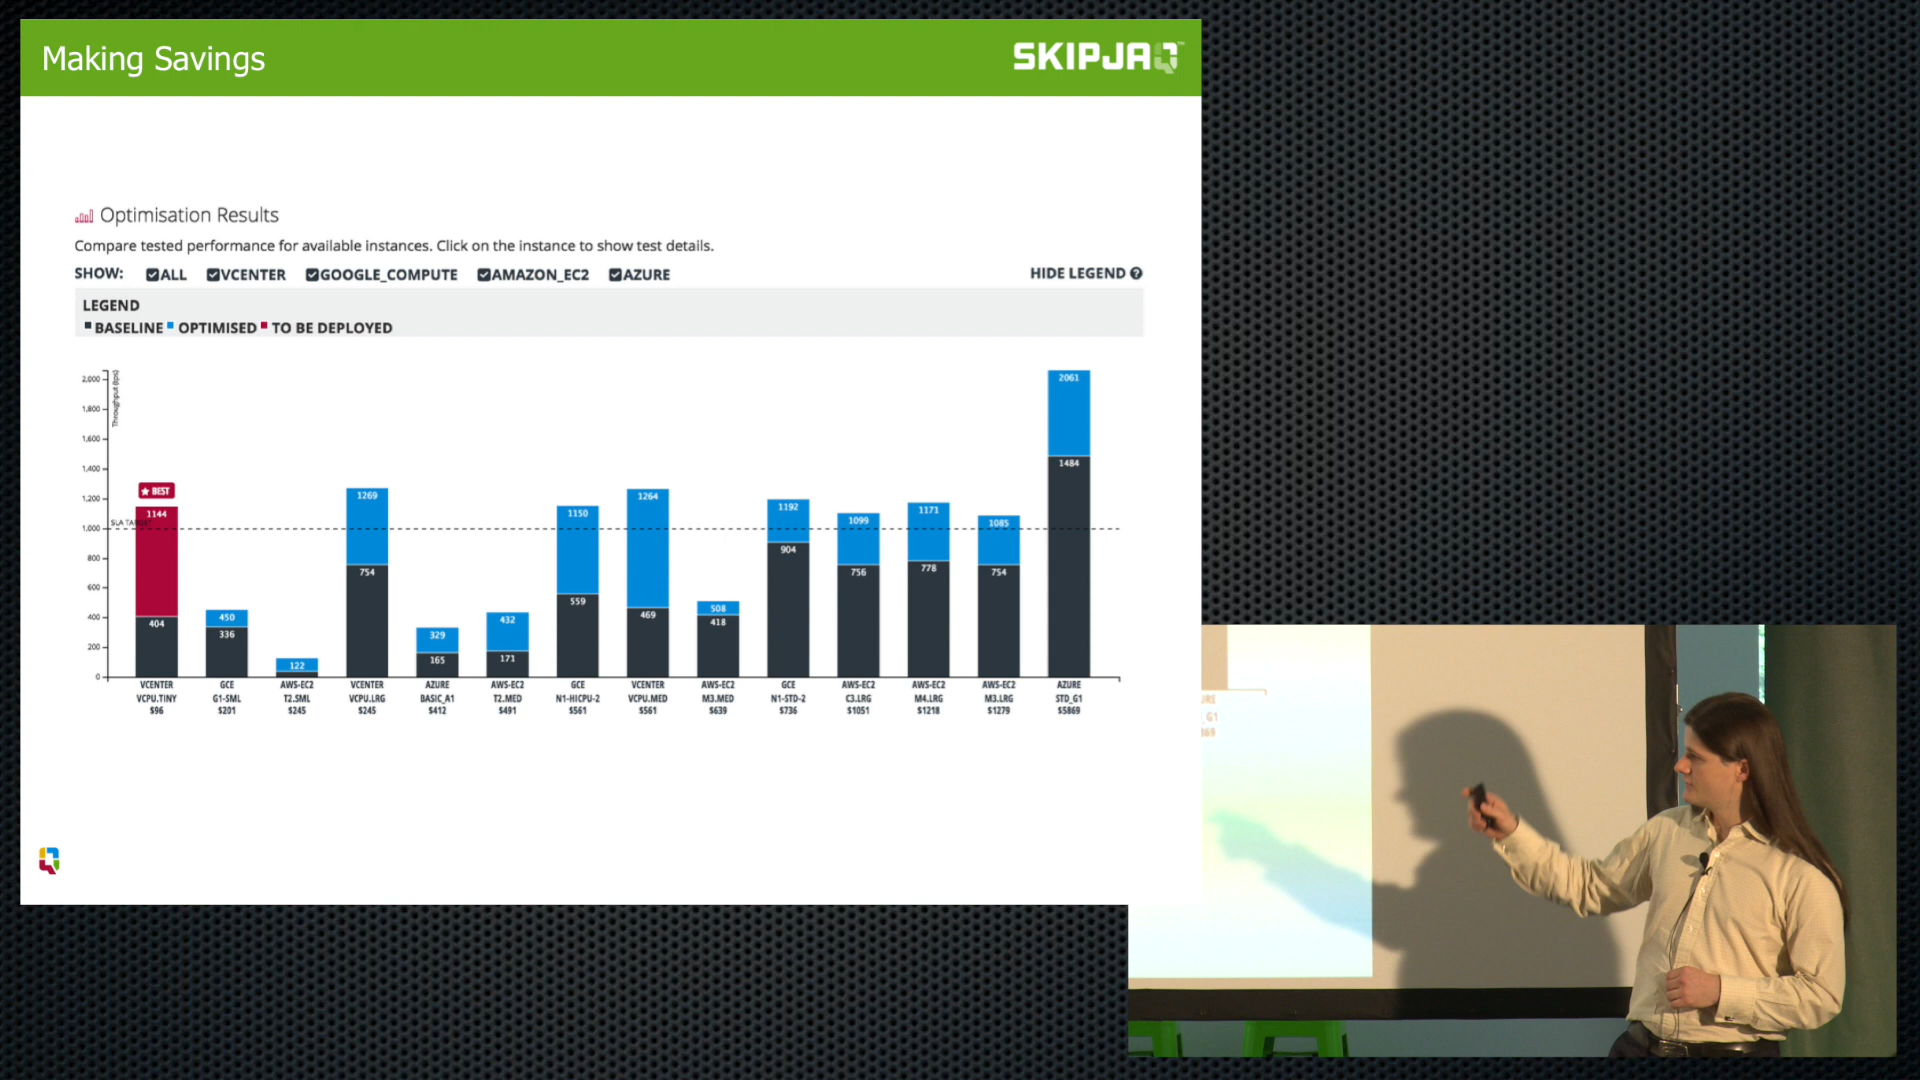 Making Savings
SKIPJAQ™
Optimisation Results
Compare tested performance for available instances. Click on the instance to show test details.
SHOW: ALL VCENTER GOOGLE_COMPUTE AMAZON_EC2 AZURE
HIDE LEGEND ?
LEGEND
BASELINE OPTIMISED TO BE DEPLOYED
Throughput (tps)
2,000
1,800
1,600
1,400
1,200
1,000
800
600
400
200
0
BEST
SLA TARGET
1144
404
450
336
122
1269
754
329
165
432
171
1150
559
1264
469
508
418
1192
904
1099
756
1171
778
1085
754
2061
1484
VCENTER
VCPU.TINY
$96
GCE
G1-SML
$201
AWS-EC2
T2.SML
$245
VCENTER
VCPU.LRG
$245
AZURE
BASIC_A1
$412
AWS-EC2
T2.MED
$491
GCE
N1-HICPU-2
$561
VCENTER
VCPU.MED
$561
AWS-EC2
M3.MED
$639
GCE
N1-STD-2
$736
AWS-EC2
C3.LRG
$1051
AWS-EC2
M4.LRG
$1218
AWS-EC2
M3.LRG
$1279
AZURE
STD_G1
$5869
URE
_G1
869